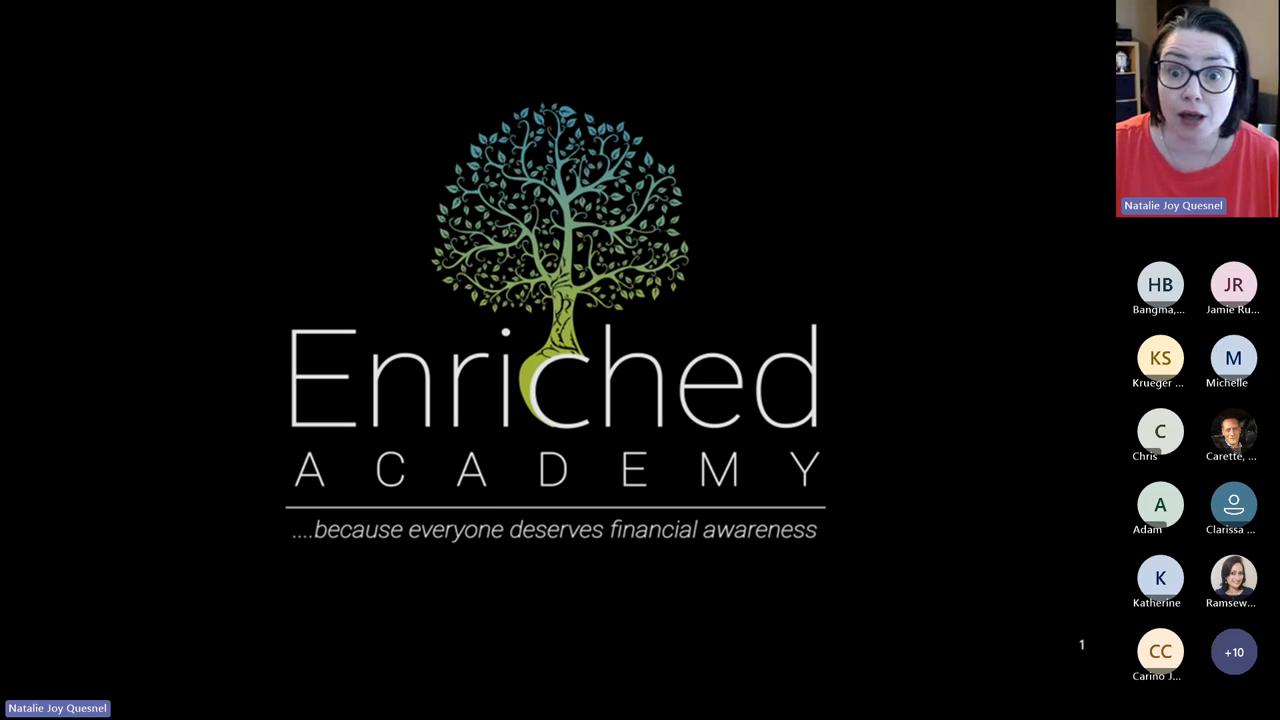 Enriched
ACADEMY
....because everyone deserves financial awareness
1
Natalie Joy Quesnel
Natalie Joy Quesnel
HB
JR
Bangma,...
Jamie Ru...
KS
M
Krueger ...
Michelle
C
Chris
Carette, ...
A
Adam
Clarissa ...
K
Katherine
Ramsew...
CC
+10
Carino J...